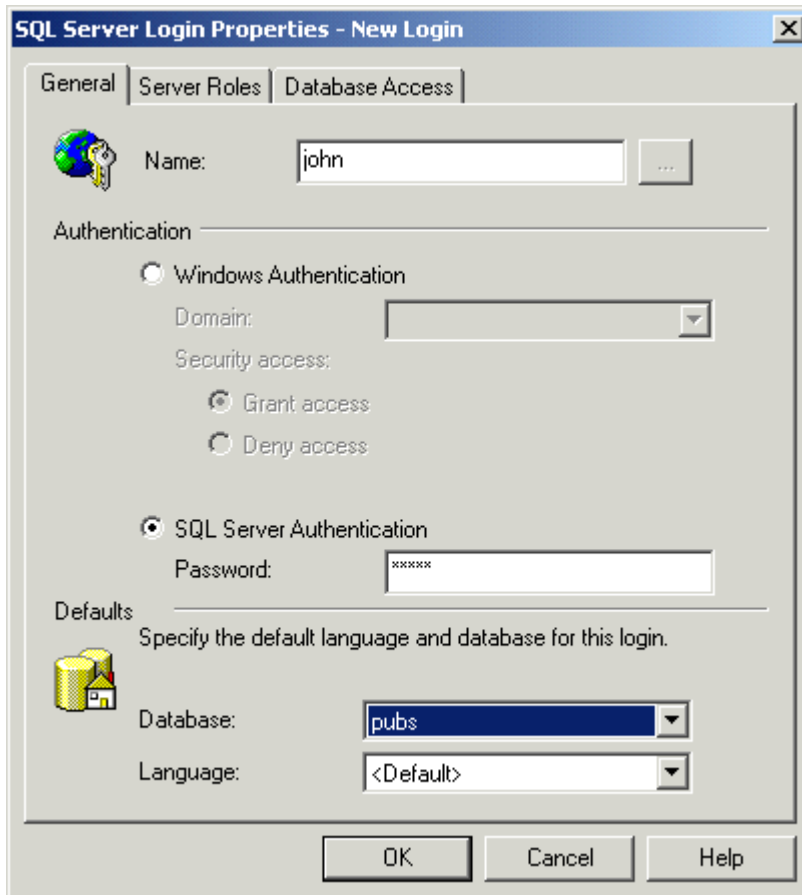 SQL Server Login Properties - New Login
General Server Roles Database Access
Name: john ...
Authentication
Windows Authentication
Domain:
Security access:
Grant access
Deny access
SQL Server Authentication
Password: *****
Defaults
Specify the default language and database for this login.
Database: pubs
Language: <Default>
OK Cancel Help